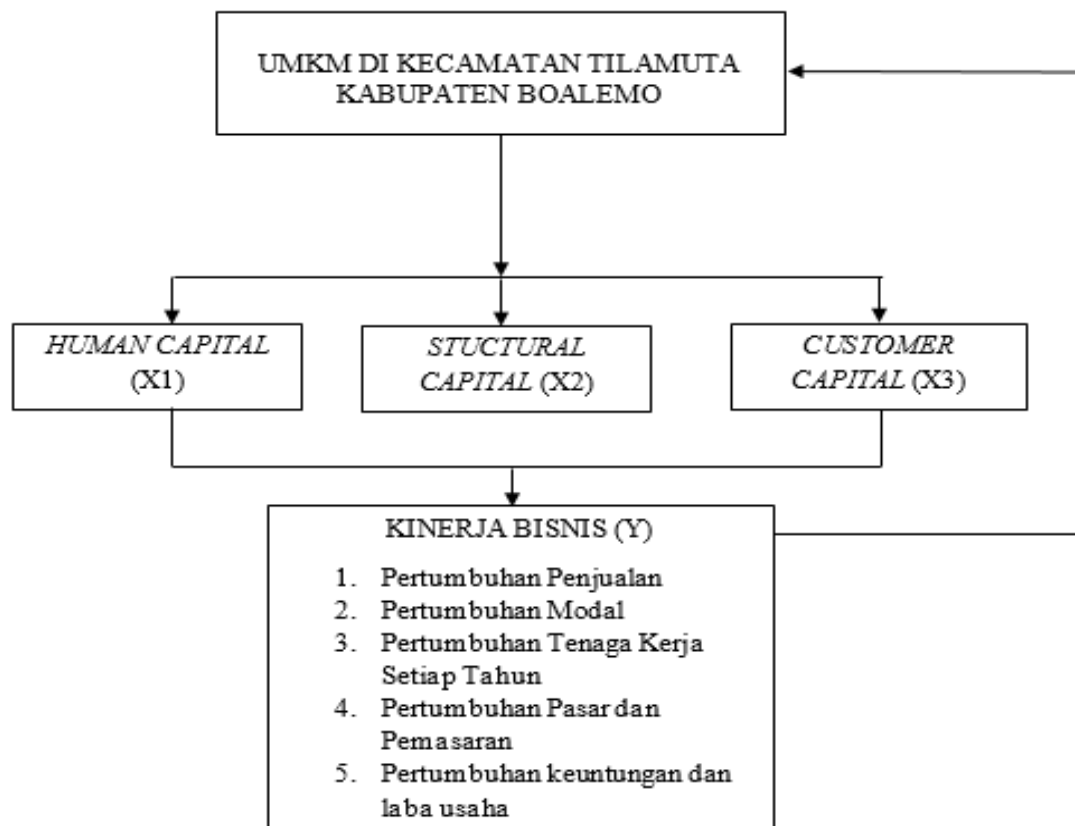 UMKM DI KECAMATAN TILAMUTA
KABUPATEN BOALEMO
HUMAN CAPITAL
(X1)
STUCTURAL
CAPITAL (X2)
CUSTOMER
CAPITAL (X3)
KINERJA BISNIS (Y)
1. Pertumbuhan Penjualan
2. Pertumbuhan Modal
3. Pertumbuhan Tenaga Kerja
Setiap Tahun
4. Pertumbuhan Pasar dan
Pemasaran
5. Pertumbuhan keuntungan dan
laba usaha